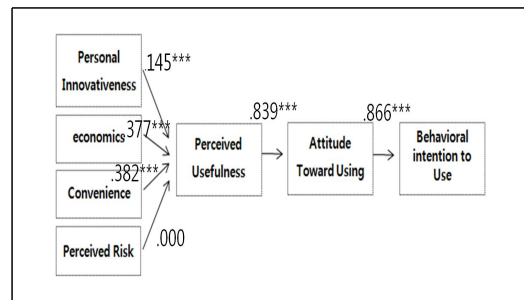 Personal
Innovativeness
.145***
economics
.377***
Convenience
.382***
Perceived Risk
.000
Perceived
Usefulness
.839***
Attitude
Toward Using
.866***
Behavioral
intention to
Use